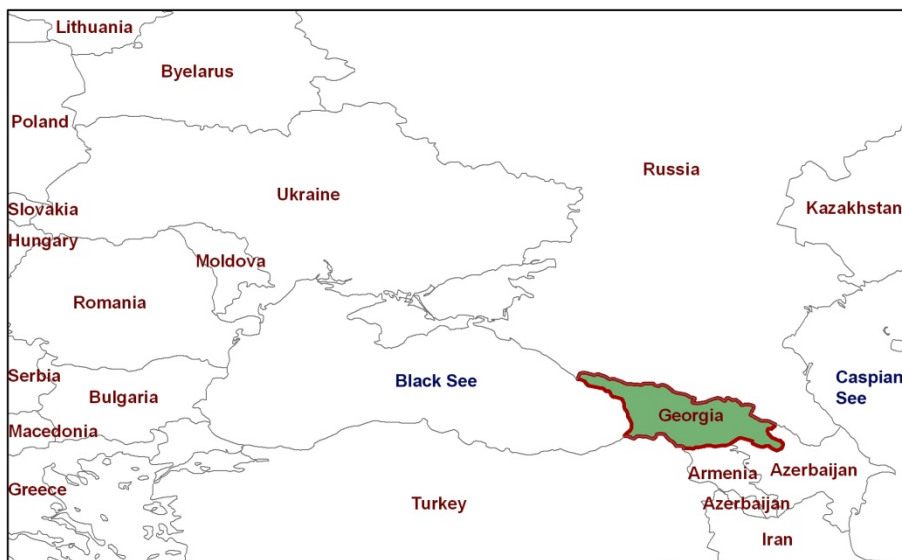 Lithuania
Byelarus
Poland
Russia
Ukraine
Slovakia
Kazakhstan
Hungary
Moldova
Romania
Serbia
Black See
Caspian
See
Bulgaria
Georgia
Macedonia
Armenia
Azerbaijan
Greece
Turkey
Azerbaijan
Iran